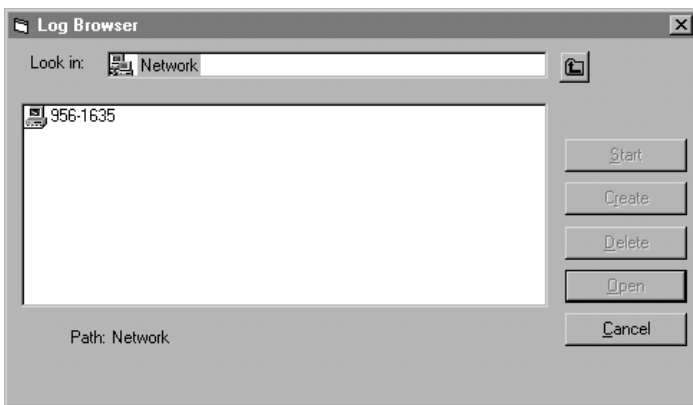 Log Browser
Look in: Network
956-1635
Start
Create
Delete
Open
Cancel
Path: Network